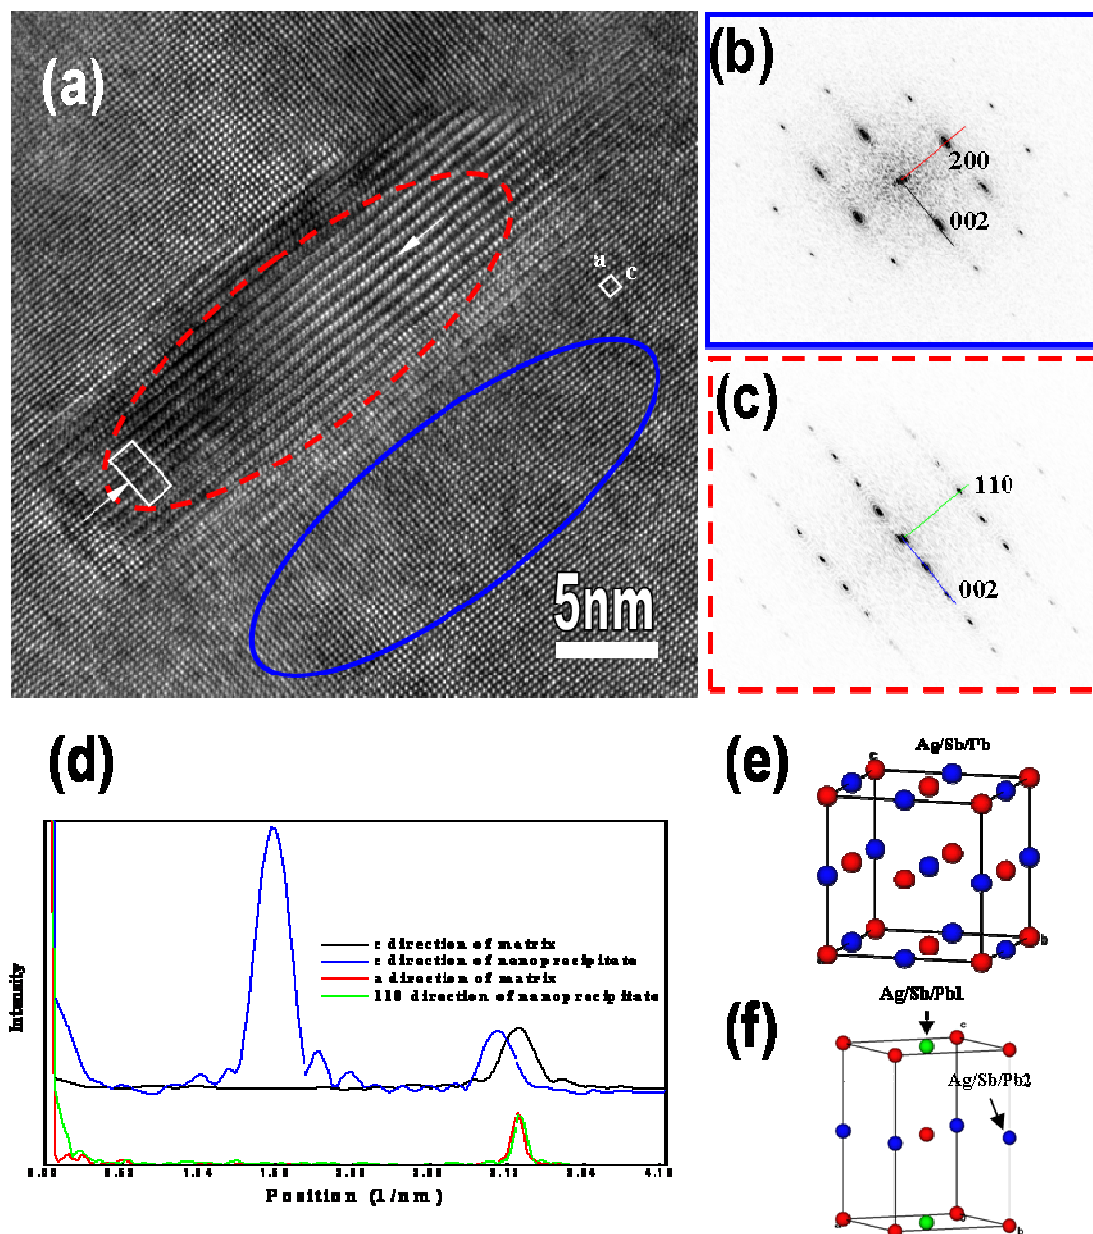 (a)
a
c
5nm
(b)
200
002
(c)
110
002
(d)
Intensity
c direction of matrix
c direction of nanoprecipitate
a direction of matrix
110 direction of nanoprecipitate
Position (1/nm)
(e)
Ag/Sb/Pb
c
b
(f)
Ag/Sb/Pb1
c
Ag/Sb/Pb2
a
b